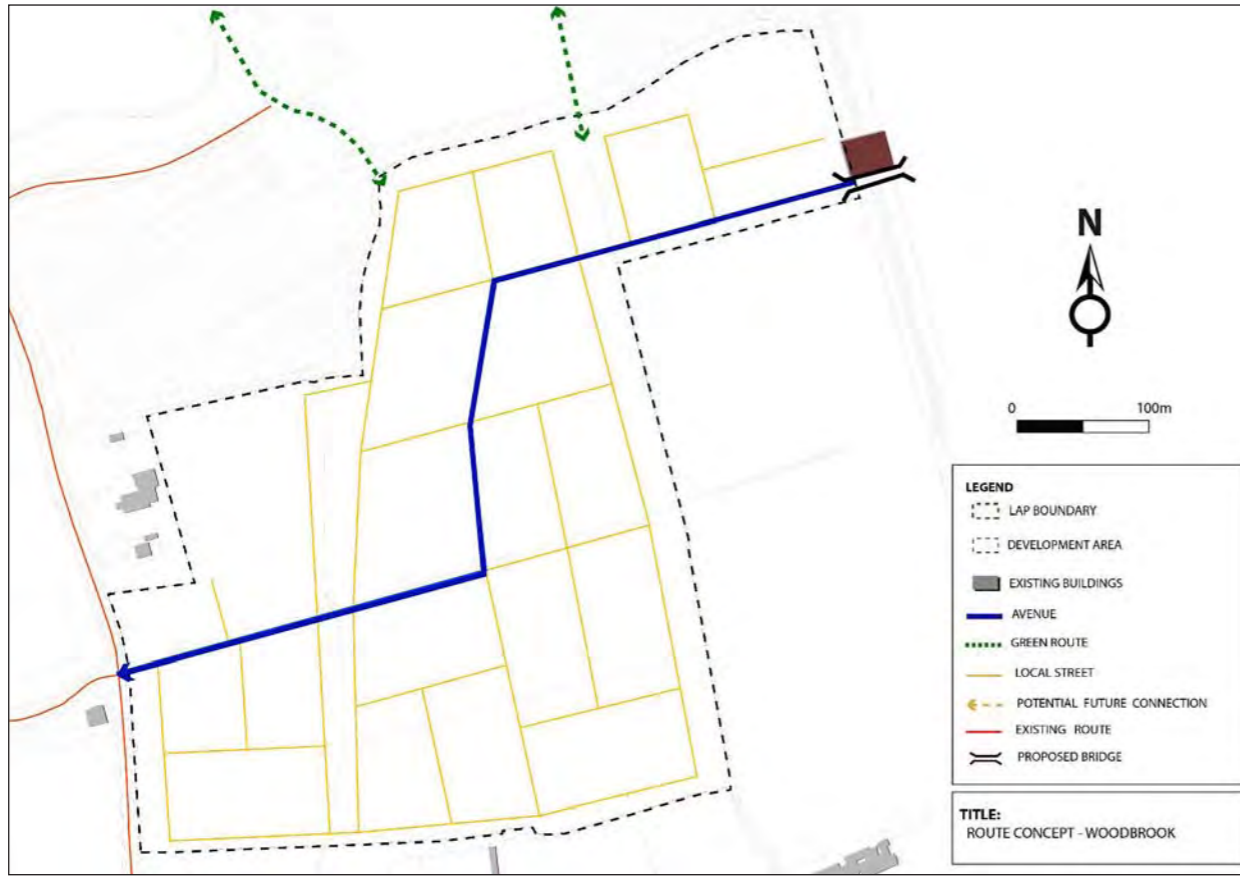 N
0 100m
LEGEND
LAP BOUNDARY
DEVELOPMENT AREA
EXISTING BUILDINGS
AVENUE
GREEN ROUTE
LOCAL STREET
POTENTIAL FUTURE CONNECTION
EXISTING ROUTE
PROPOSED BRIDGE
TITLE:
ROUTE CONCEPT - WOODBROOK